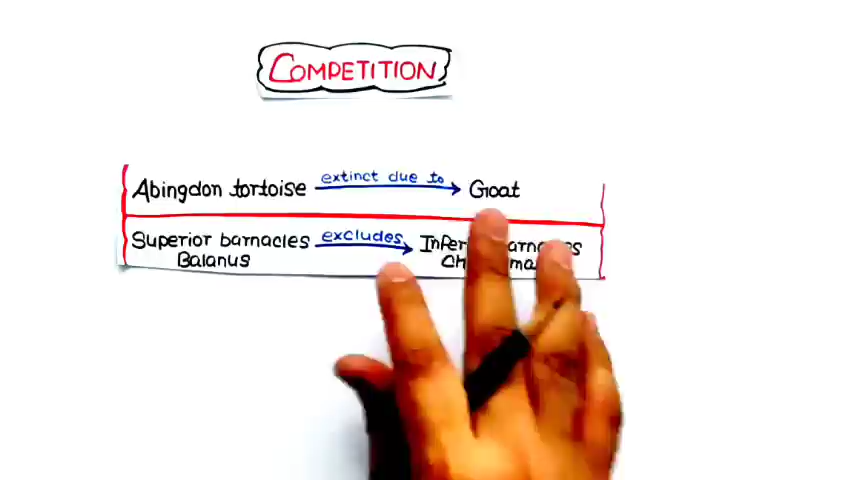 COMPETITION
Abingdon tortoise extinct due to Goat
Superior barnacles excludes
Balanus